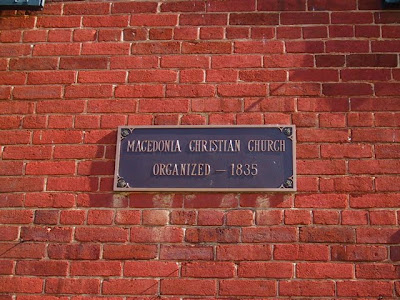 MACEDONIA CHRISTIAN CHURCH
ORGANIZED — 1835